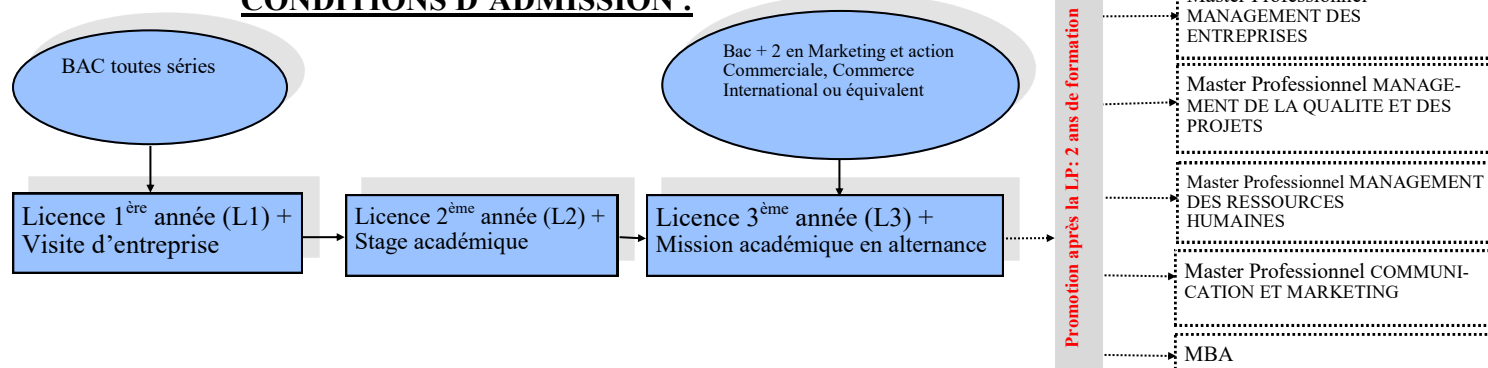 CONDITIONS D'ADMISSION :
BAC toutes séries
Bac + 2 en Marketing et action
Commerciale, Commerce
International ou équivalent
Licence 1ère année (L1) +
Visite d'entreprise
Licence 2ème année (L2) +
Stage académique
Licence 3ème année (L3) +
Mission académique en alternance
Promotion après la LP: 2 ans de formation
Master Professionnel
MANAGEMENT DES
ENTREPRISES
Master Professionnel MANAGE-
MENT DE LA QUALITE ET DES
PROJETS
Master Professionnel MANAGEMENT
DES RESSOURCES
HUMAINES
Master Professionnel COMMUNI-
CATION ET MARKETING
MBA